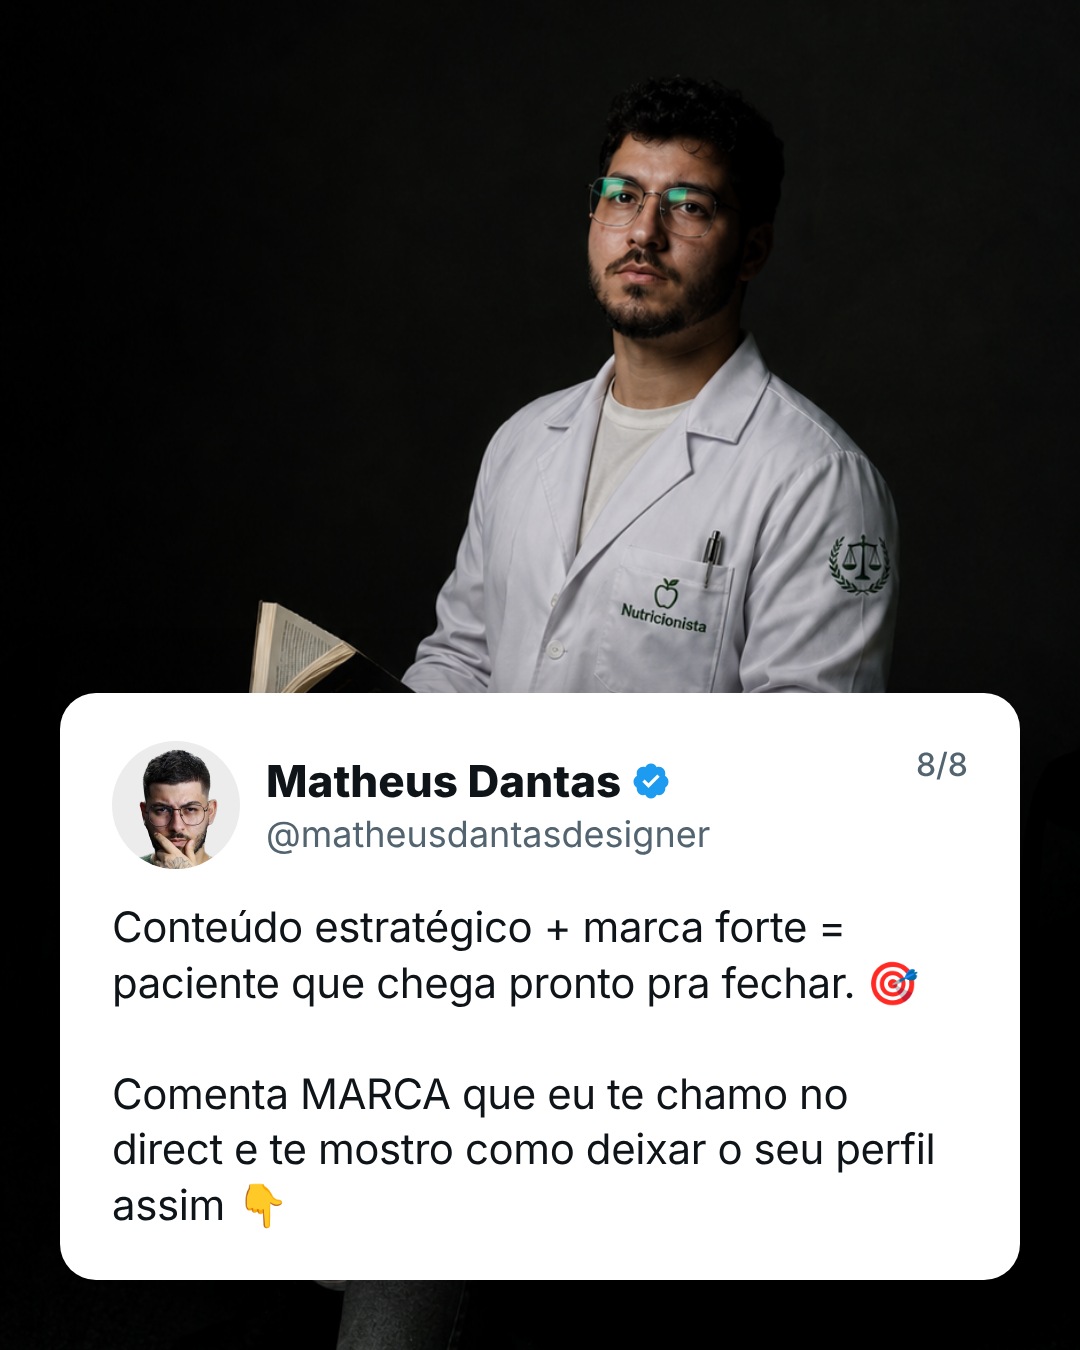 Nutricionista
Matheus Dantas
8/8
@matheusdantasdesigner
Conteúdo estratégico + marca forte =
paciente que chega pronto pra fechar. 🎯
Comenta MARCA que eu te chamo no
direct e te mostro como deixar o seu perfil
assim 👇